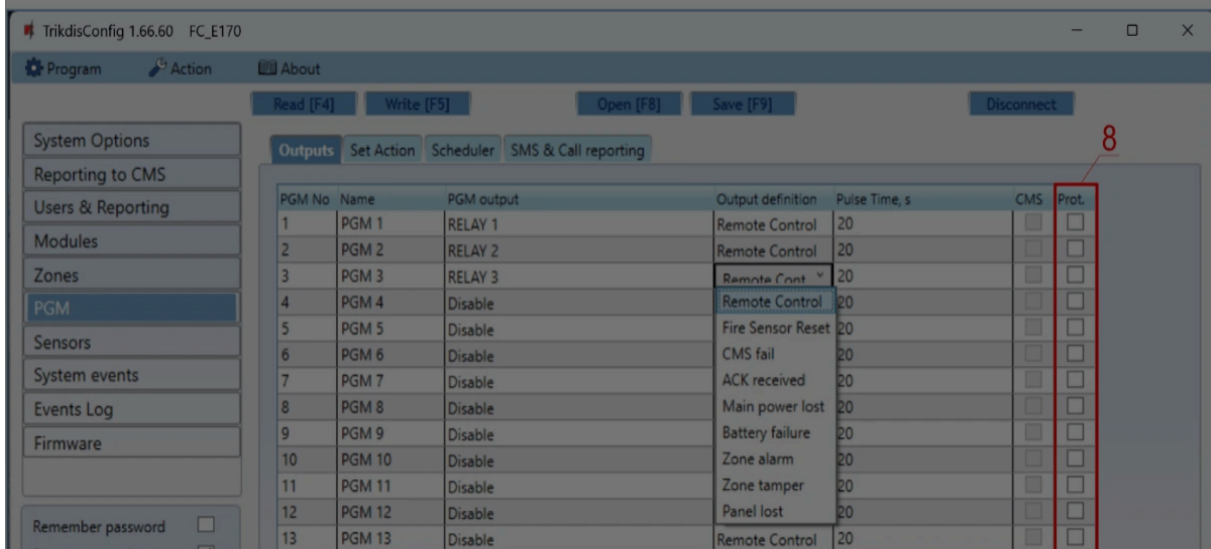 TrikdisConfig 1.66.60 FC_E170
Program Action About
Read [F4] Write [F5] Open [F8] Save [F9] Disconnect
System Options
Reporting to CMS
Users & Reporting
Modules
Zones
PGM
Sensors
System events
Events Log
Firmware
Remember password
Outputs Set Action Scheduler SMS & Call reporting
8
PGM No Name PGM output Output definition Pulse Time, s CMS Prot.
1 PGM 1 RELAY 1 Remote Control 20
2 PGM 2 RELAY 2 Remote Control 20
3 PGM 3 RELAY 3 Remote Cont 20
4 PGM 4 Disable Remote Control 20
5 PGM 5 Disable Fire Sensor Reset 20
6 PGM 6 Disable CMS fail 20
7 PGM 7 Disable ACK received 20
8 PGM 8 Disable Main power lost 20
9 PGM 9 Disable Battery failure 20
10 PGM 10 Disable Zone alarm 20
11 PGM 11 Disable Zone tamper 20
12 PGM 12 Disable Panel lost 20
13 PGM 13 Disable Remote Control 20